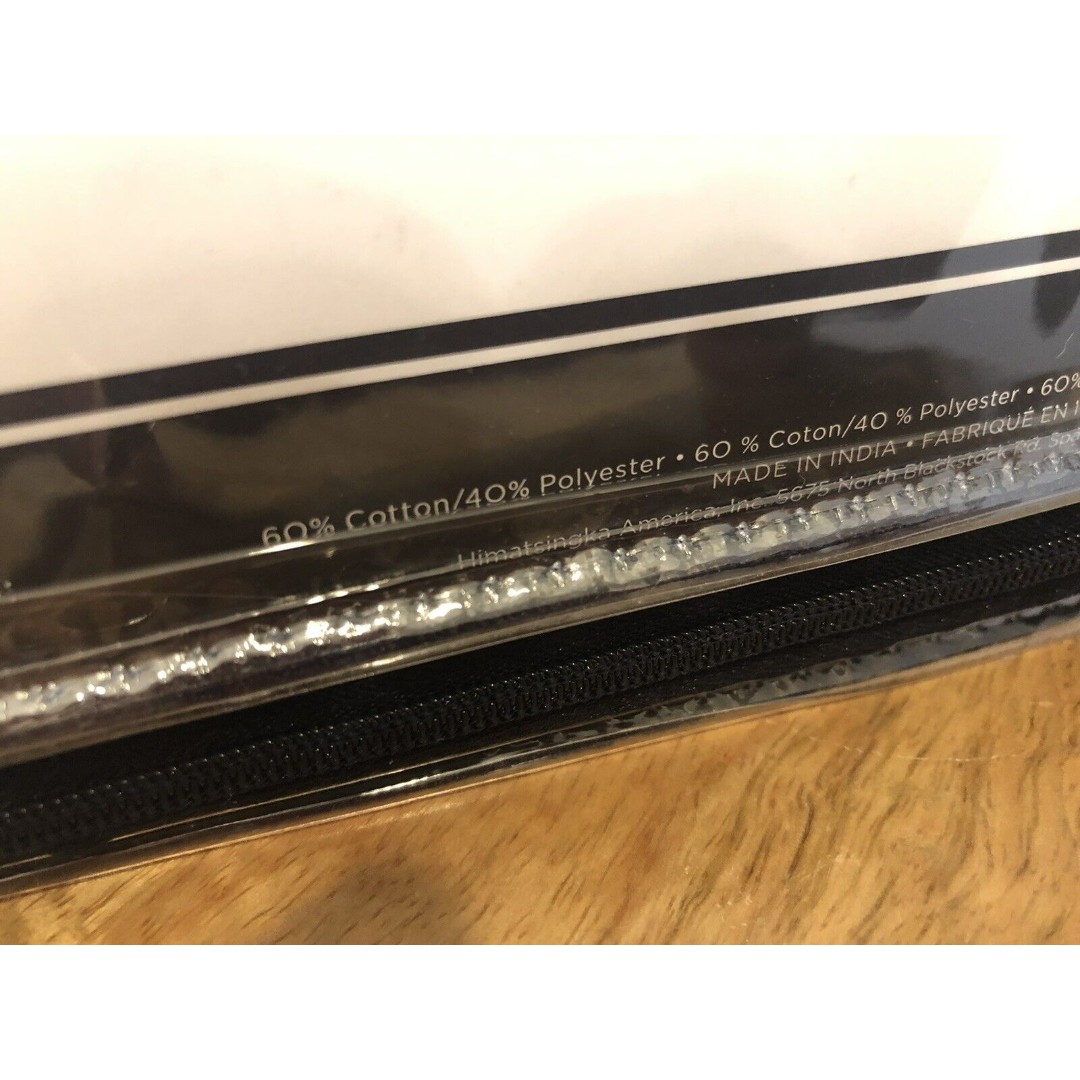 60% Cotton/40% Polyester • 60 % Coton/40 % Polyester • 60%
MADE IN INDIA • FABRIQUÉ EN I
Himatsingka America, Inc. 5675 North Blackstock Rd, Spa